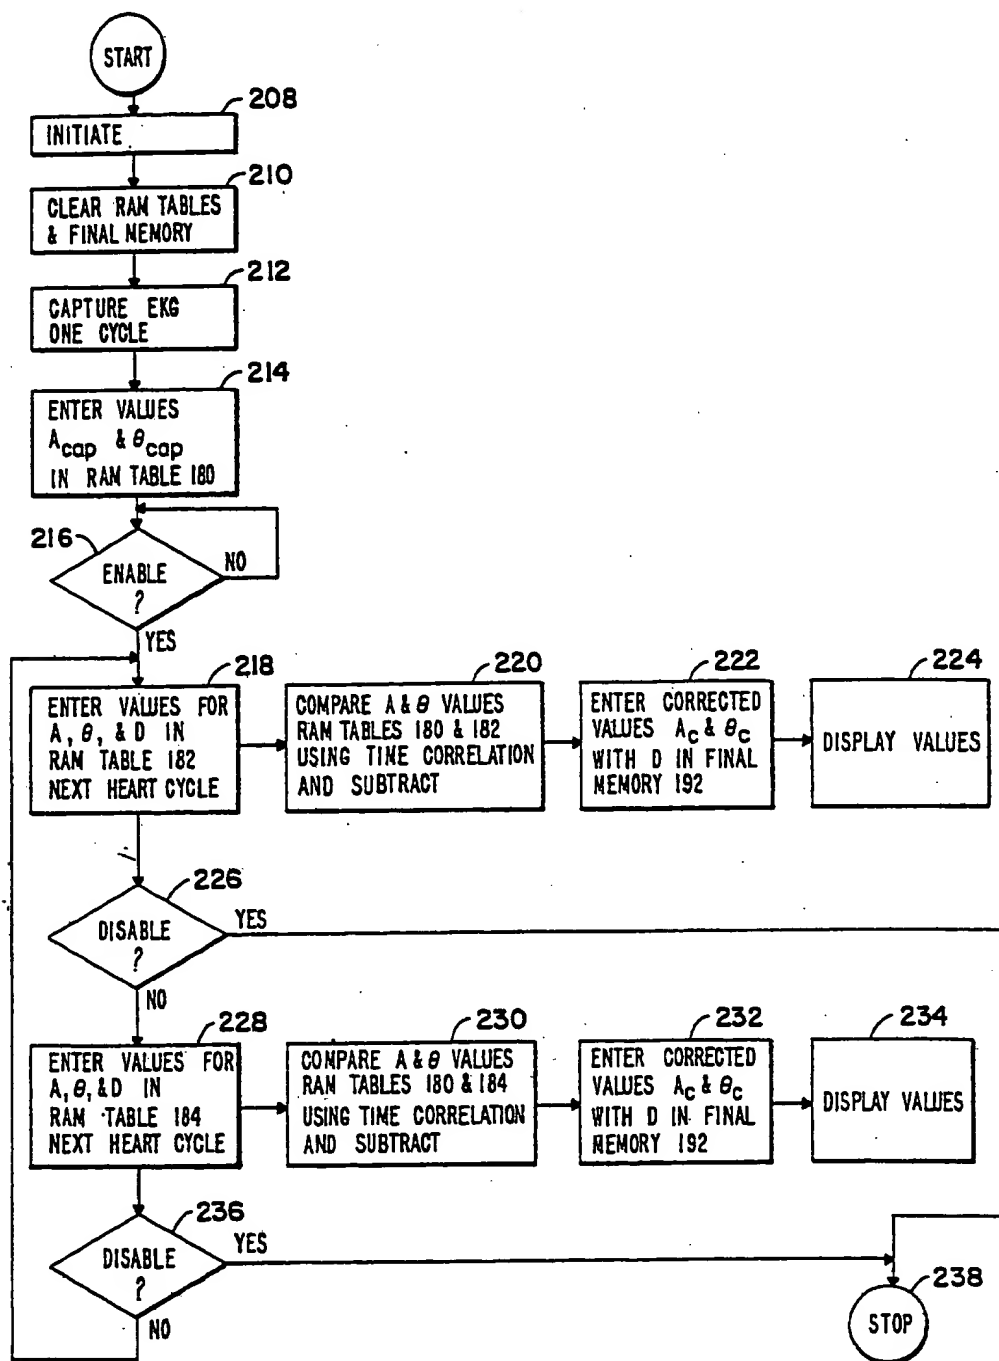 START
208
INITIATE
210
CLEAR RAM TABLES
& FINAL MEMORY
212
CAPTURE EKG
ONE CYCLE
214
ENTER VALUES
Acap & θcap
IN RAM TABLE 180
216
ENABLE
?
NO
YES
218
ENTER VALUES FOR
A, θ, & D IN
RAM TABLE 182
NEXT HEART CYCLE
220
COMPARE A & θ VALUES
RAM TABLES 180 & 182
USING TIME CORRELATION
AND SUBTRACT
222
ENTER CORRECTED
VALUES Ac & θc
WITH D IN FINAL
MEMORY 192
224
DISPLAY VALUES
226
DISABLE
?
YES
NO
228
ENTER VALUES FOR
A, θ, & D IN
RAM TABLE 184
NEXT HEART CYCLE
230
COMPARE A & θ VALUES
RAM TABLES 180 & 184
USING TIME CORRELATION
AND SUBTRACT
232
ENTER CORRECTED
VALUES Ac & θc
WITH D IN FINAL
MEMORY 192
234
DISPLAY VALUES
236
DISABLE
?
YES
NO
238
STOP